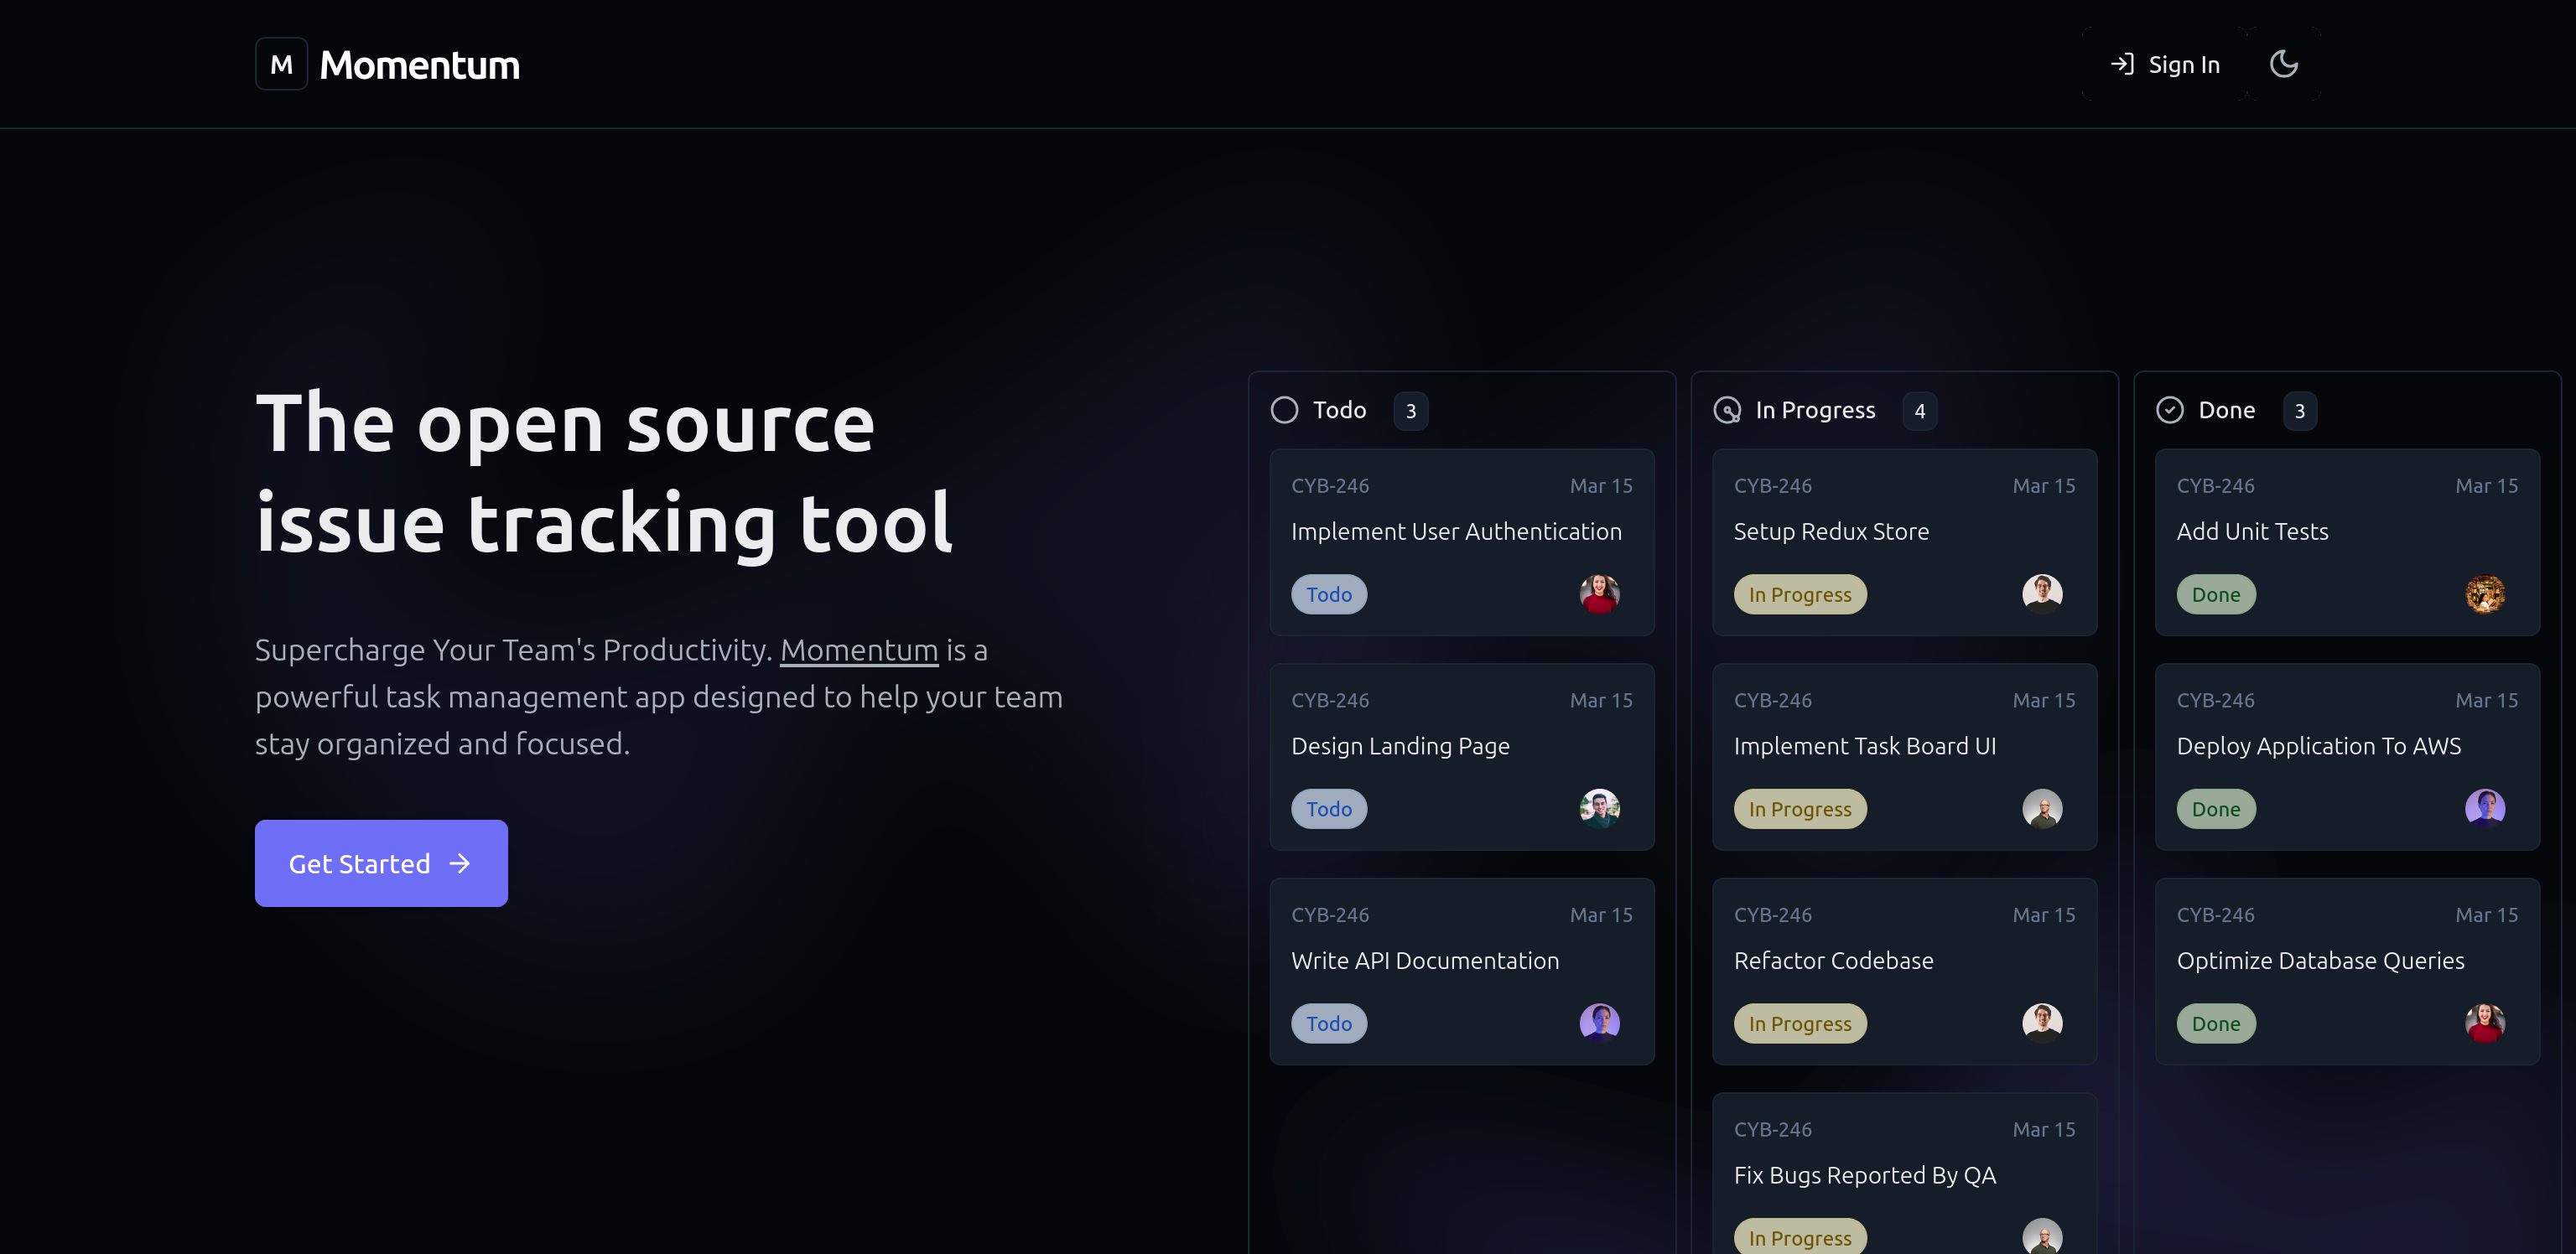 M Momentum
Sign In
The open source
issue tracking tool
Supercharge Your Team's Productivity. Momentum is a
powerful task management app designed to help your team
stay organized and focused.
Get Started
Todo 3
CYB-246 Mar 15
Implement User Authentication
Todo
CYB-246 Mar 15
Design Landing Page
Todo
CYB-246 Mar 15
Write API Documentation
Todo
In Progress 4
CYB-246 Mar 15
Setup Redux Store
In Progress
CYB-246 Mar 15
Implement Task Board UI
In Progress
CYB-246 Mar 15
Refactor Codebase
In Progress
CYB-246 Mar 15
Fix Bugs Reported By QA
In Progress
Done 3
CYB-246 Mar 15
Add Unit Tests
Done
CYB-246 Mar 15
Deploy Application To AWS
Done
CYB-246 Mar 15
Optimize Database Queries
Done